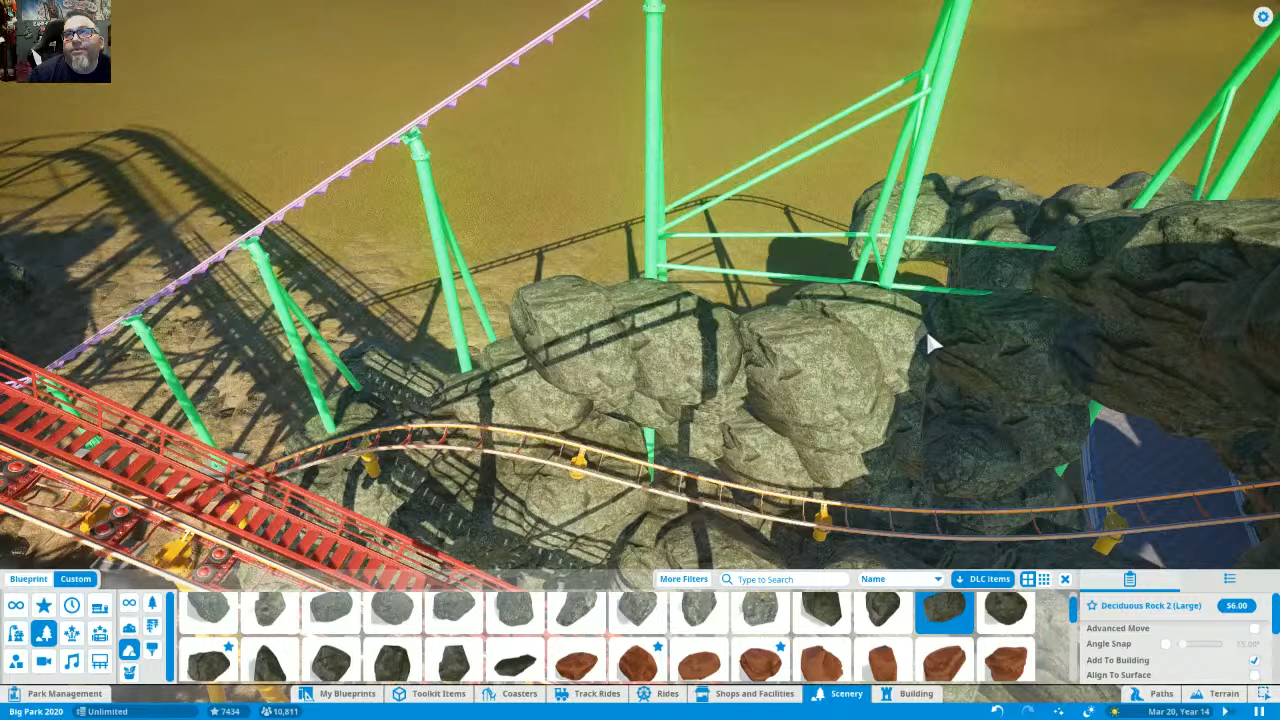 Blueprint Custom
More Filters Type to Search Name DLC items
Deciduous Rock 2 (Large) $6.00
Advanced Move
Angle Snap 15.00°
Add To Building
Align To Surface
Park Management My Blueprints Toolkit Items Coasters Track Rides Rides Shops and Facilities Scenery Building Paths Terrain
Big Park 2020 Unlimited 7434 10,811 Mar 20, Year 14